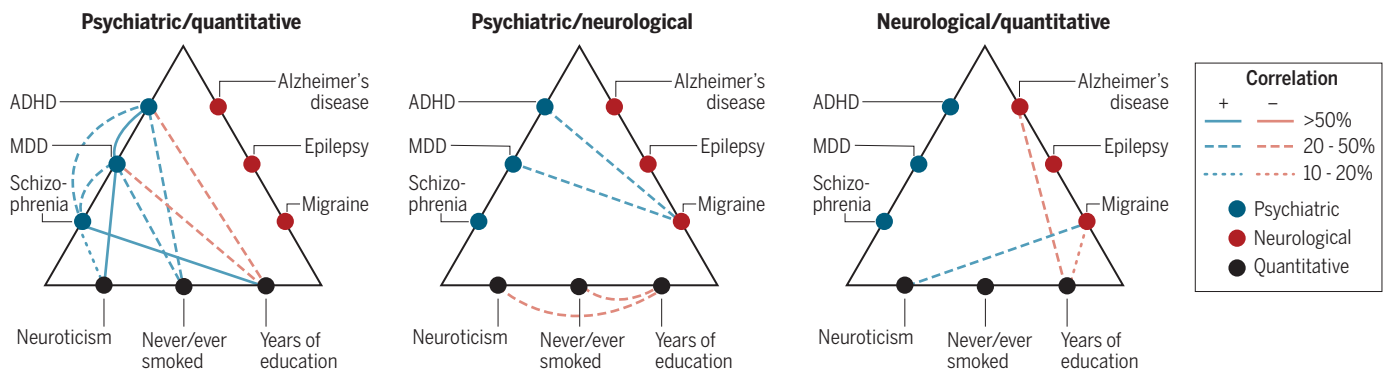 Psychiatric/quantitative
ADHD
MDD
Schizo-
phrenia
Alzheimer's
disease
Epilepsy
Migraine
Neuroticism
Never/ever
smoked
Years of
education
Psychiatric/neurological
ADHD
MDD
Schizo-
phrenia
Alzheimer's
disease
Epilepsy
Migraine
Neuroticism
Never/ever
smoked
Years of
education
Neurological/quantitative
ADHD
MDD
Schizo-
phrenia
Alzheimer's
disease
Epilepsy
Migraine
Neuroticism
Never/ever
smoked
Years of
education
Correlation
+ –
>50%
20 - 50%
10 - 20%
Psychiatric
Neurological
Quantitative